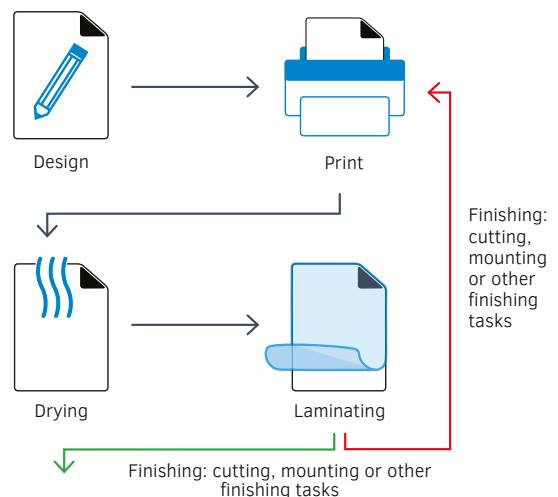 Design
Print
Finishing:
cutting,
mounting
or other
finishing
tasks
Drying
Laminating
Finishing: cutting, mounting or other
finishing tasks